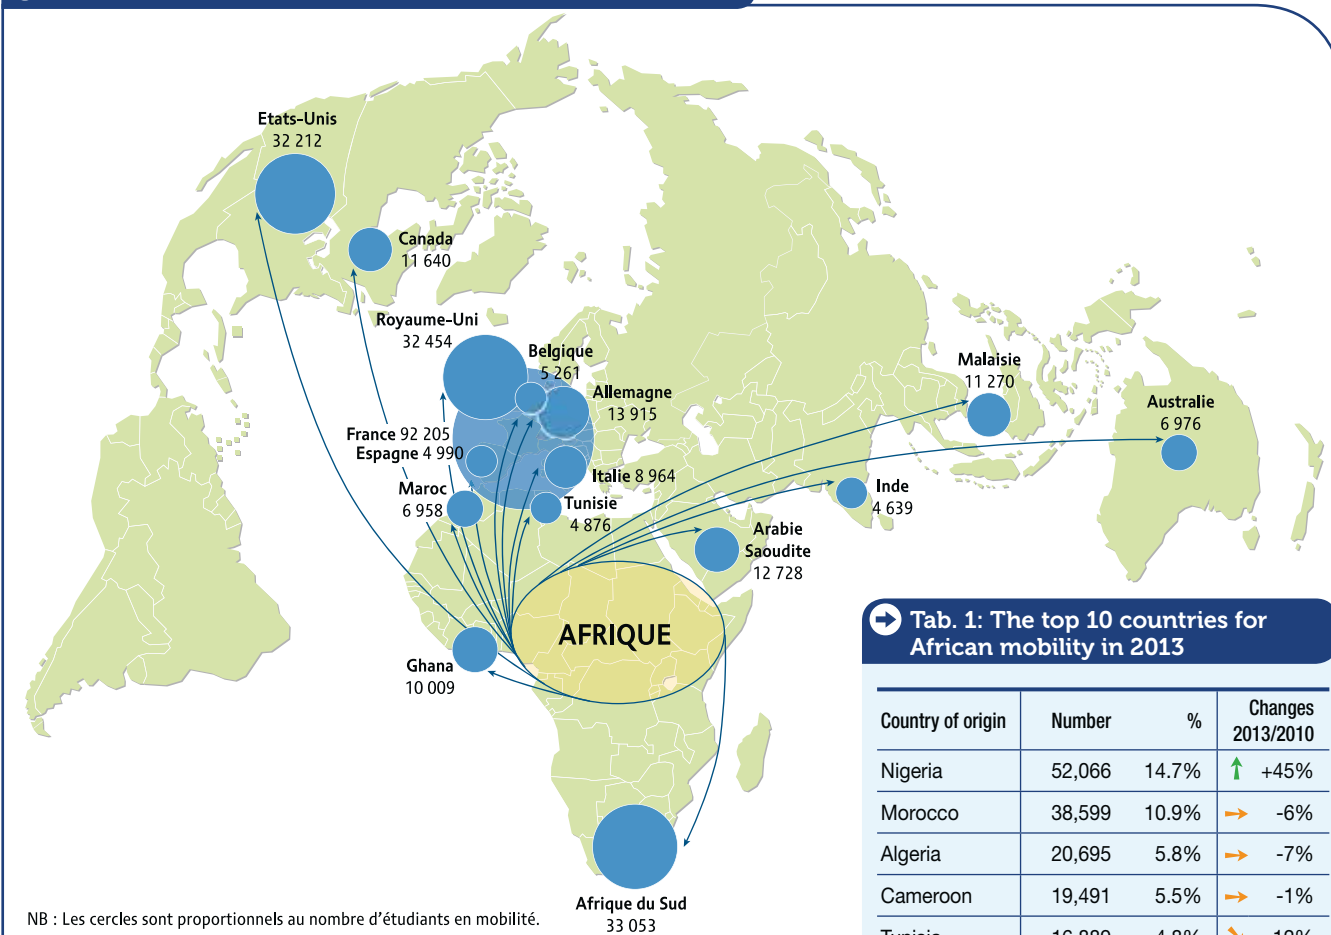 Etats-Unis
32 212
Canada
11 640
Royaume-Uni
32 454
Belgique
5 261
Allemagne
13 915
France 92 205
Espagne 4 990
Italie 8 964
Maroc
6 958
Tunisie
4 876
Malaisie
11 270
Australie
6 976
Inde
4 639
Arabie
Saoudite
12 728
AFRIQUE
Ghana
10 009
Afrique du Sud
33 053
NB : Les cercles sont proportionnels au nombre d'étudiants en mobilité.
Tab. 1: The top 10 countries for
African mobility in 2013
Country of origin Number % Changes
2013/2010
Nigeria 52,066 14.7% +45%
Morocco 38,599 10.9% -6%
Algeria 20,695 5.8% -7%
Cameroon 19,491 5.5% -1%